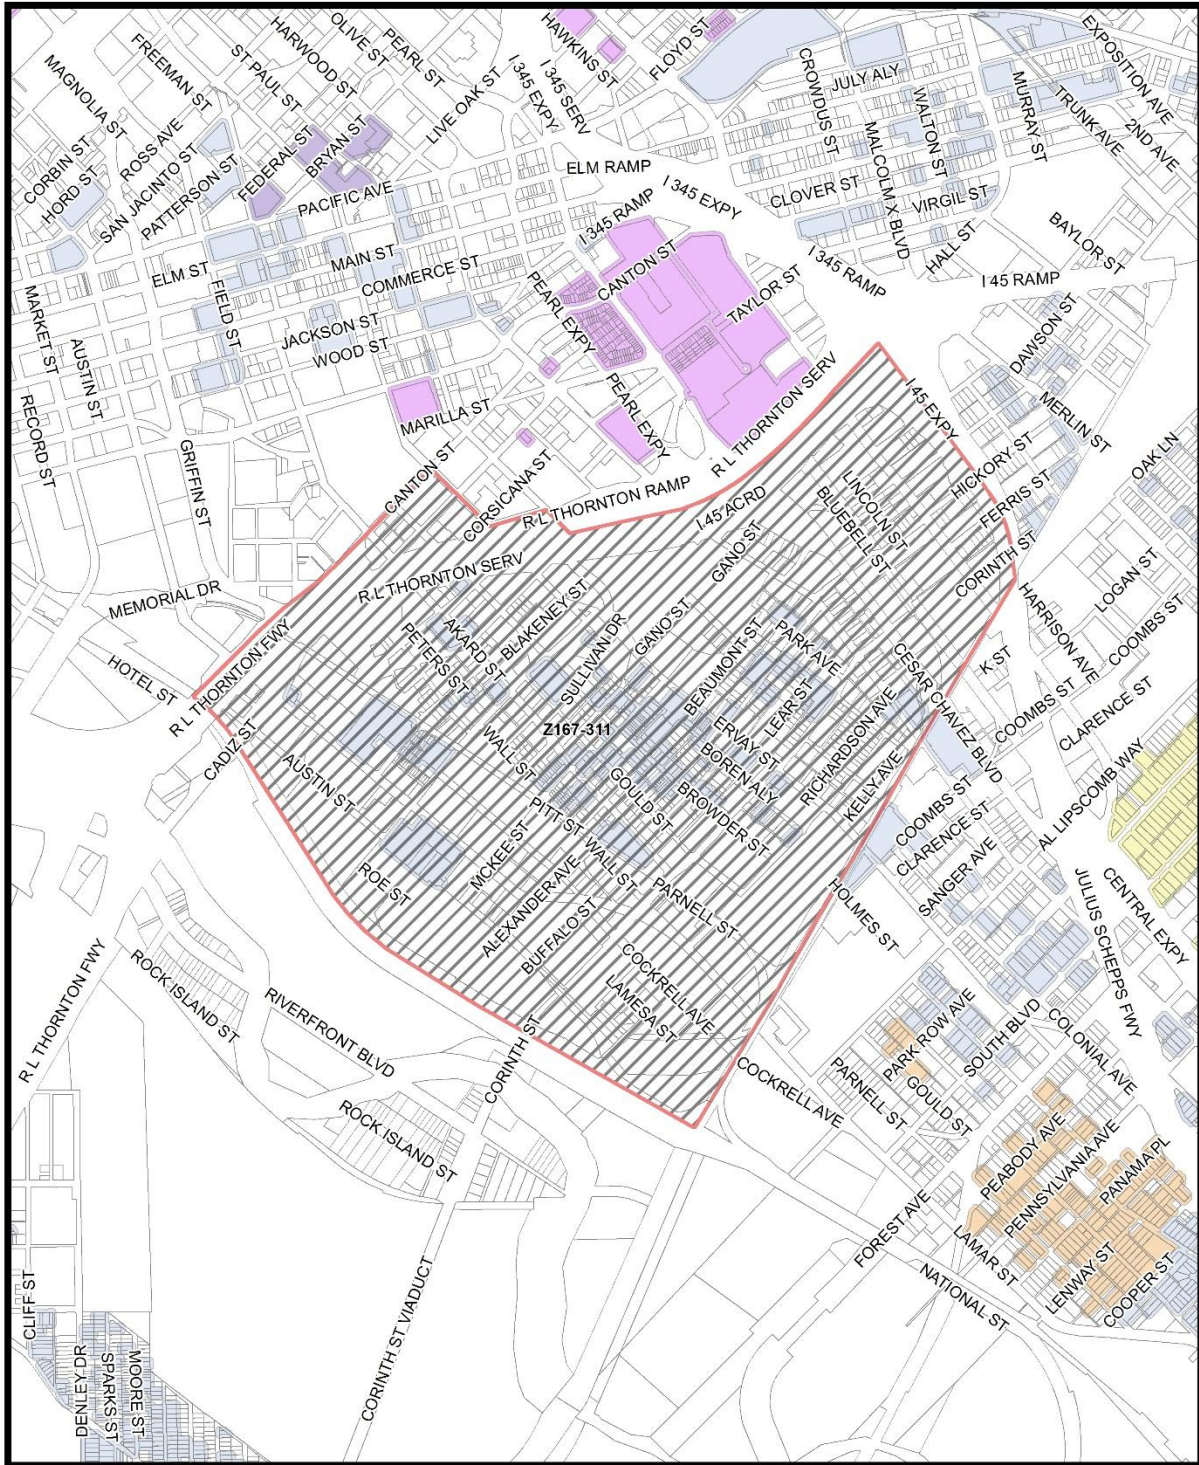 OLIVE ST
PEARL ST
HARWOOD ST
ST PAUL ST
FREEMAN ST
MAGNOLIA ST
HAWKINS ST
FLOYD ST
I 345 EXPY
I 345 SERV
LIVE OAK ST
CROWDUS ST
JULY ALY
EXPOSITION AVE
TRUNK AVE
2ND AVE
MURRAY ST
WALTON ST
MALCOLM X BLVD
CORBIN ST
HORD ST
ROSS AVE
SAN JACINTO ST
PATTERSON ST
FEDERAL ST
BRYAN ST
PACIFIC AVE
ELM RAMP
I 345 EXPY
CLOVER ST
VIRGIL ST
HALL ST
BAYLOR ST
I 345 RAMP
I 345 RAMP
I 45 RAMP
ELM ST
MAIN ST
COMMERCE ST
CANTON ST
TAYLOR ST
PEARL EXPY
MARKET ST
FIELD ST
JACKSON ST
WOOD ST
AUSTIN ST
RECORD ST
GRIFFIN ST
MARILLA ST
PEARL EXPY
R L THORNTON SERV
I 45 EXPY
DAWSON ST
MERLIN ST
OAK LN
HICKORY ST
FERRIS ST
CANTON ST
CORSICANA ST
R L THORNTON RAMP
I 45 ACRD
LINCOLN ST
BLUEBELL ST
GANO ST
CORINTH ST
LOGAN ST
COOMBS ST
HARRISON AVE
MEMORIAL DR
HOTEL ST
R L THORNTON FWY
CADIZ ST
R L THORNTON SERV
AKARD ST
PETERS ST
BLAKENEY ST
SULLIVAN DR
GANO ST
BEAUMONT ST
PARK AVE
LEAR ST
ERVAY ST
BOREN ALY
CESAR CHAVEZ BLVD
K ST
COOMBS ST
CLARENCE ST
RICHARDSON AVE
KELLY AVE
Z167-311
AUSTIN ST
WALL ST
PITT ST
WALL ST
GOULD ST
BROWDER ST
MCKEE ST
ROE ST
ALEXANDER AVE
BUFFALO ST
PARNELL ST
COCKRELL AVE
LAMESA ST
COOMBS ST
CLARENCE ST
SANGER AVE
AL LIPSCOMB WAY
CENTRAL EXPY
JULIUS SCHEPPS FWY
HOLMES ST
R L THORNTON FWY
ROCK ISLAND ST
RIVERFRONT BLVD
ROCK ISLAND ST
CORINTH ST
CORINTH ST VIADUCT
COCKRELL AVE
PARNELL ST
GOULD ST
PARK ROW AVE
SOUTH BLVD
COLONIAL AVE
PEABODY AVE
PENNSYLVANIA AVE
PANAMA PL
FOREST AVE
LAMAR ST
LENWAY ST
COOPER ST
NATIONAL ST
CLIFF ST
DENLEY DR
SPARKS ST
MOORE ST